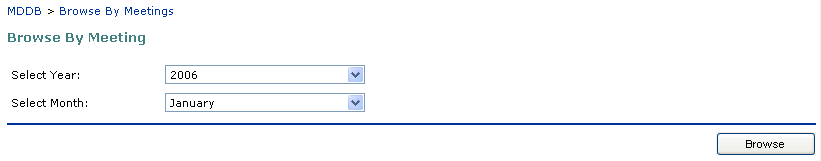 MDDB > Browse By Meetings
Browse By Meeting
Select Year: 2006
Select Month: January
Browse